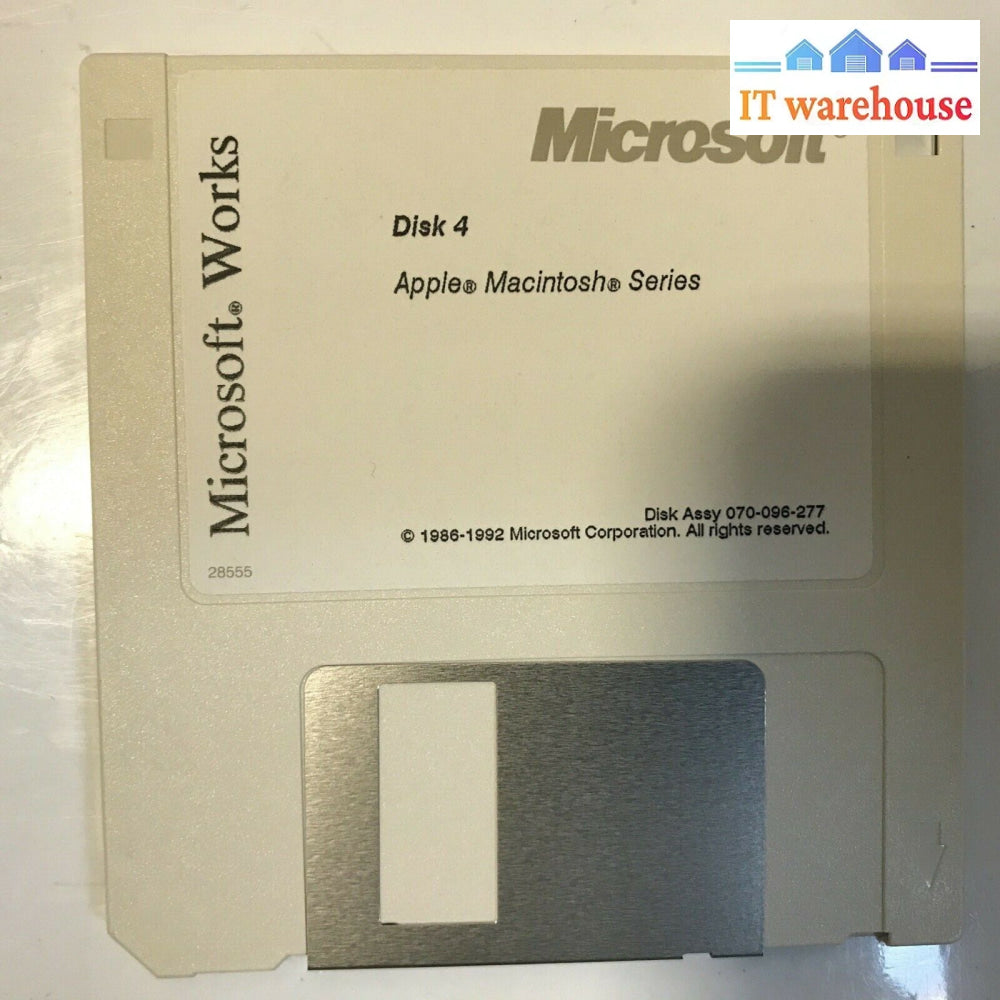 IT warehouse
Microsoft®
Microsoft® Works
Disk 4
Apple® Macintosh® Series
Disk Assy 070-096-277
© 1986-1992 Microsoft Corporation. All rights reserved.
28555